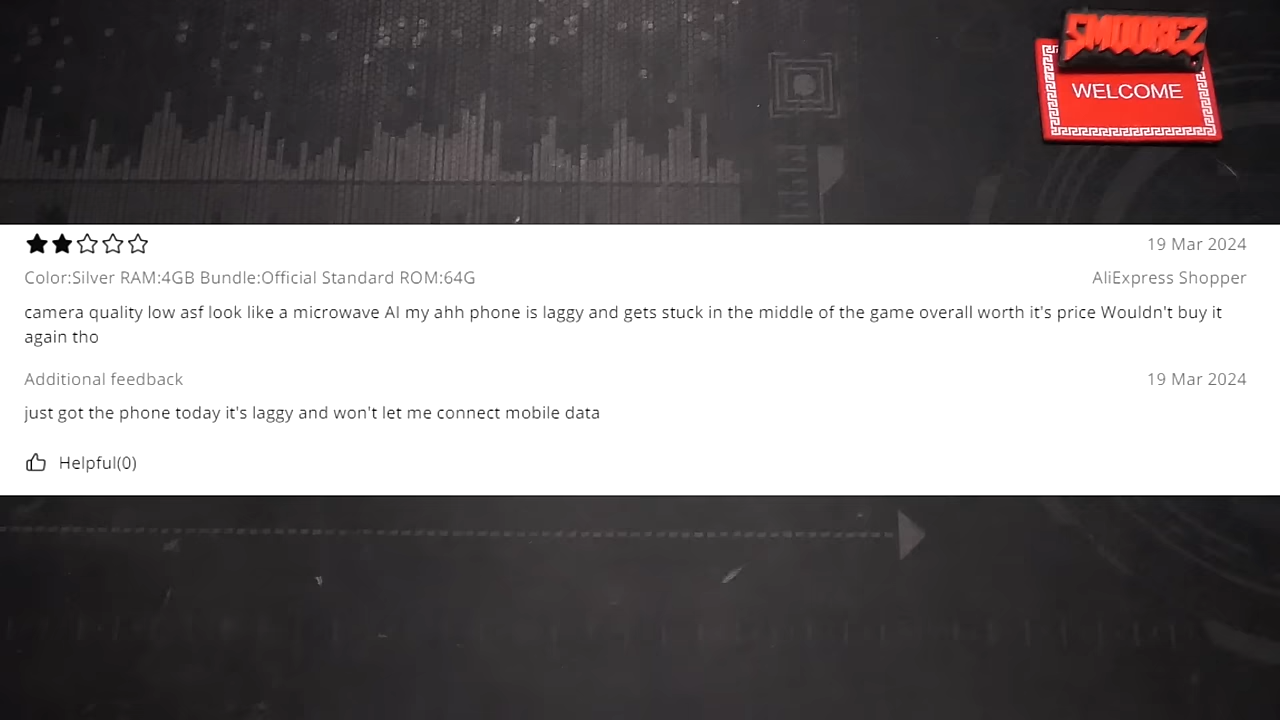 SMOOREZ
WELCOME
19 Mar 2024
Color:Silver RAM:4GB Bundle:Official Standard ROM:64G
AliExpress Shopper
camera quality low asf look like a microwave AI my ahh phone is laggy and gets stuck in the middle of the game overall worth it's price Wouldn't buy it
again tho
Additional feedback
19 Mar 2024
just got the phone today it's laggy and won't let me connect mobile data
Helpful(0)